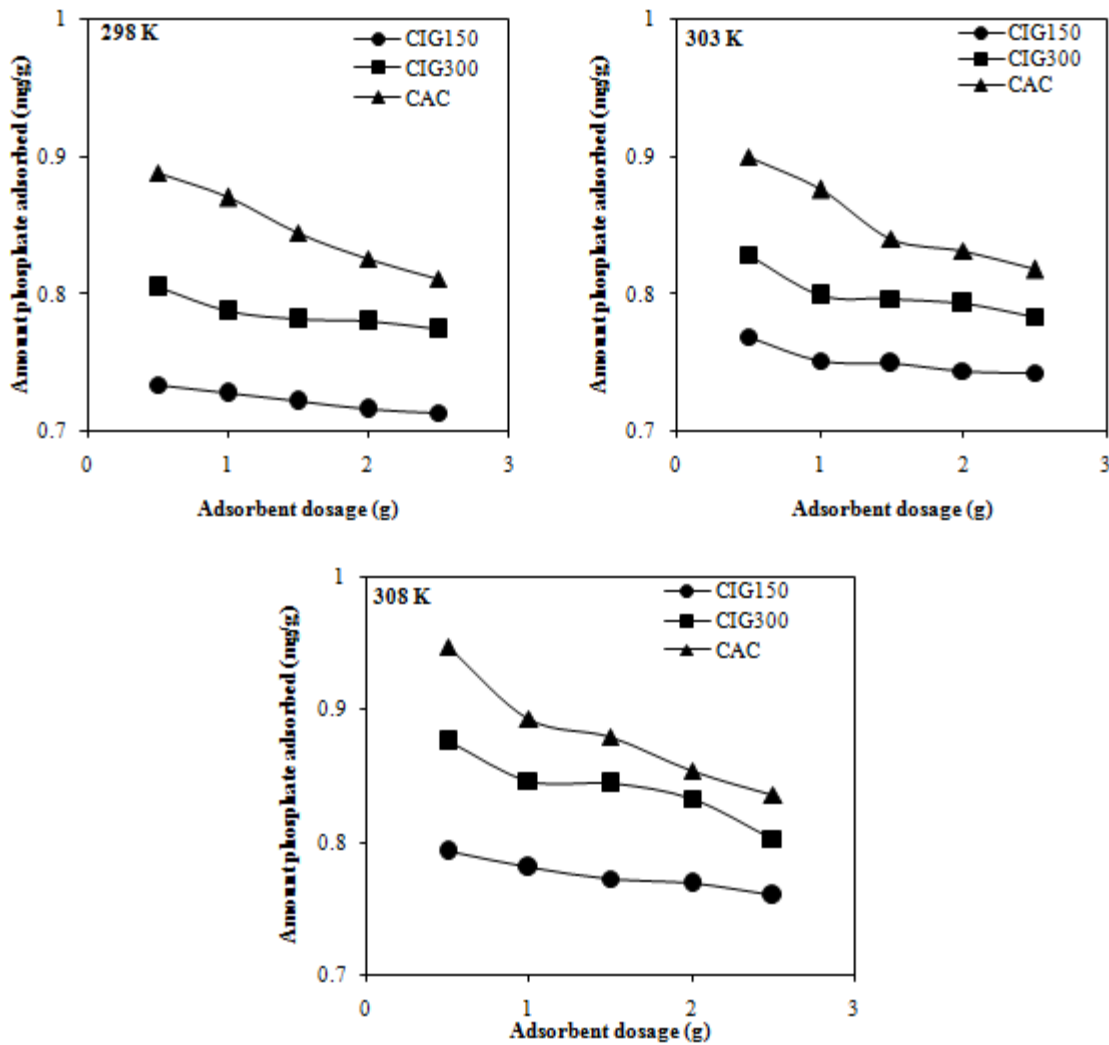 298 K
CIG150
CIG300
CAC
1
0.9
0.8
0.7
0 1 2 3
Amount phosphate adsorbed (mg/g)
Adsorbent dosage (g)
303 K
CIG150
CIG300
CAC
1
0.9
0.8
0.7
0 1 2 3
Amount phosphate adsorbed (mg/g)
Adsorbent dosage (g)
308 K
CIG150
CIG300
CAC
1
0.9
0.8
0.7
0 1 2 3
Amount phosphate adsorbed (mg/g)
Adsorbent dosage (g)